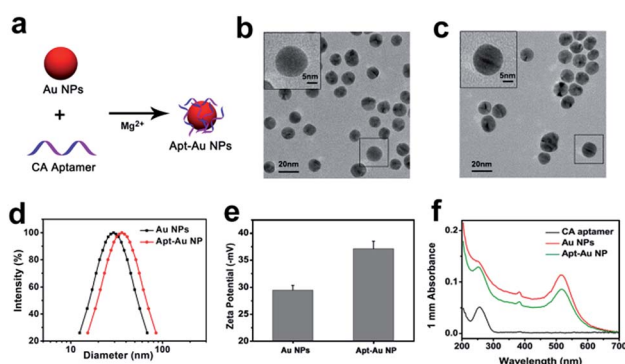 a
Au NPs
+
CA Aptamer
Mg2+
Apt-Au NPs
b
5nm
20nm
c
5nm
20nm
d
Intensity (%)
100
80
60
40
20
10
100
Diameter (nm)
Au NPs
Apt-Au NP
e
Zeta Potential (-mV)
40
35
30
25
20
Au NPs
Apt-Au NP
f
1 mm Absorbance
0.2
0.1
0.0
200 300 400 500 600 700
Wavelength (nm)
CA aptamer
Au NPs
Apt-Au NP